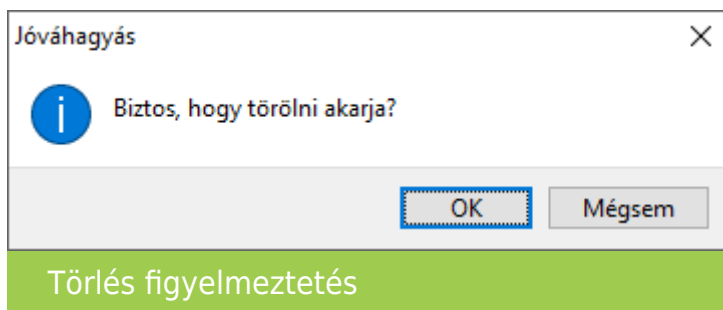 Jóváhagyás
Biztos, hogy törölni akarja?
OK Mégsem
Törlés figyelmeztetés